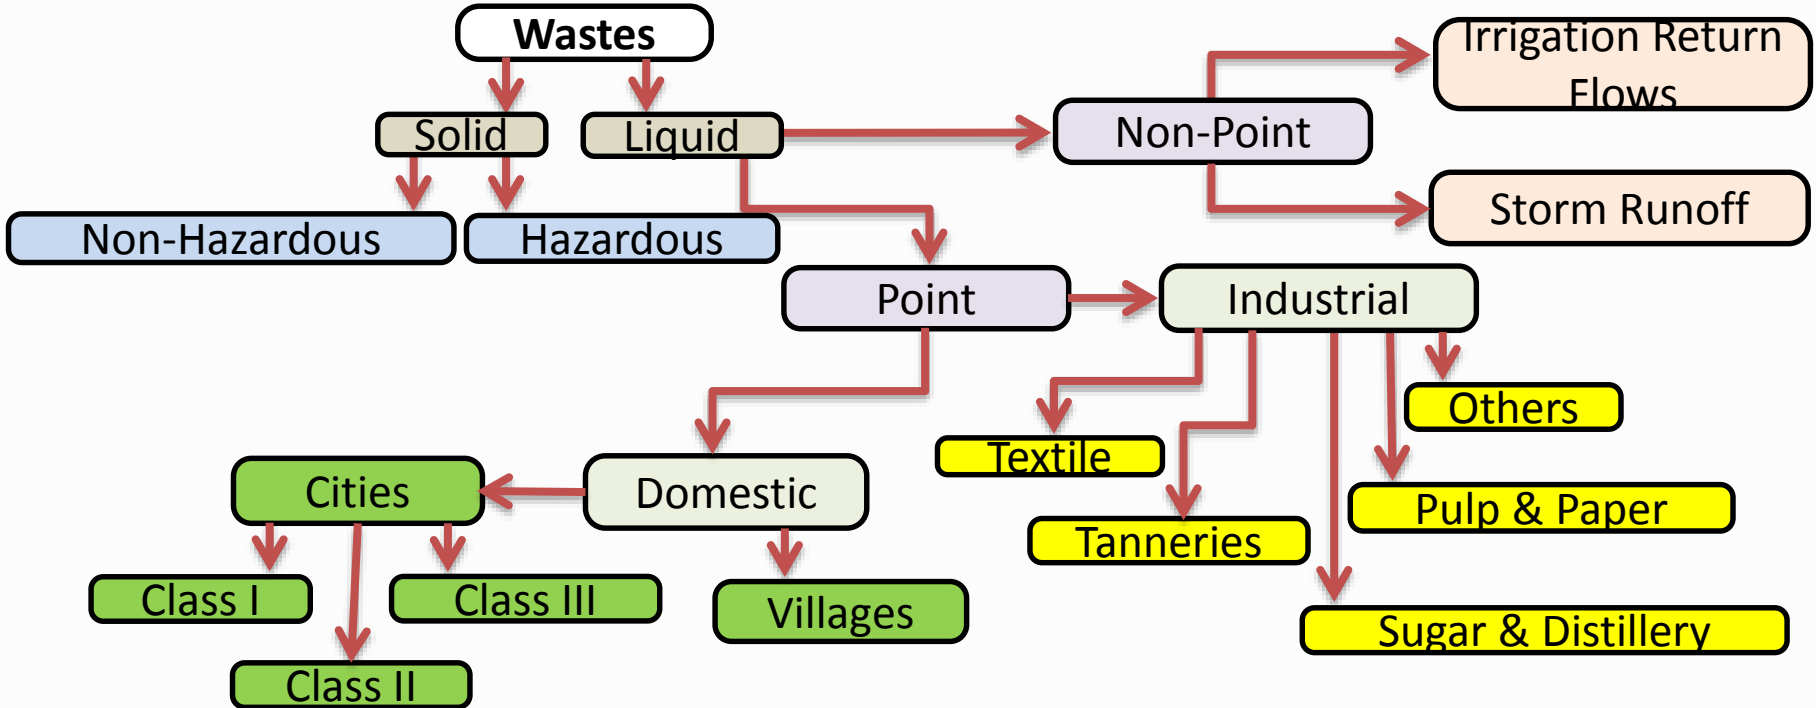 Wastes
Irrigation Return
Flows
Solid
Liquid
Non-Point
Storm Runoff
Non-Hazardous
Hazardous
Point
Industrial
Others
Textile
Cities
Domestic
Pulp & Paper
Tanneries
Class I
Class III
Villages
Sugar & Distillery
Class II